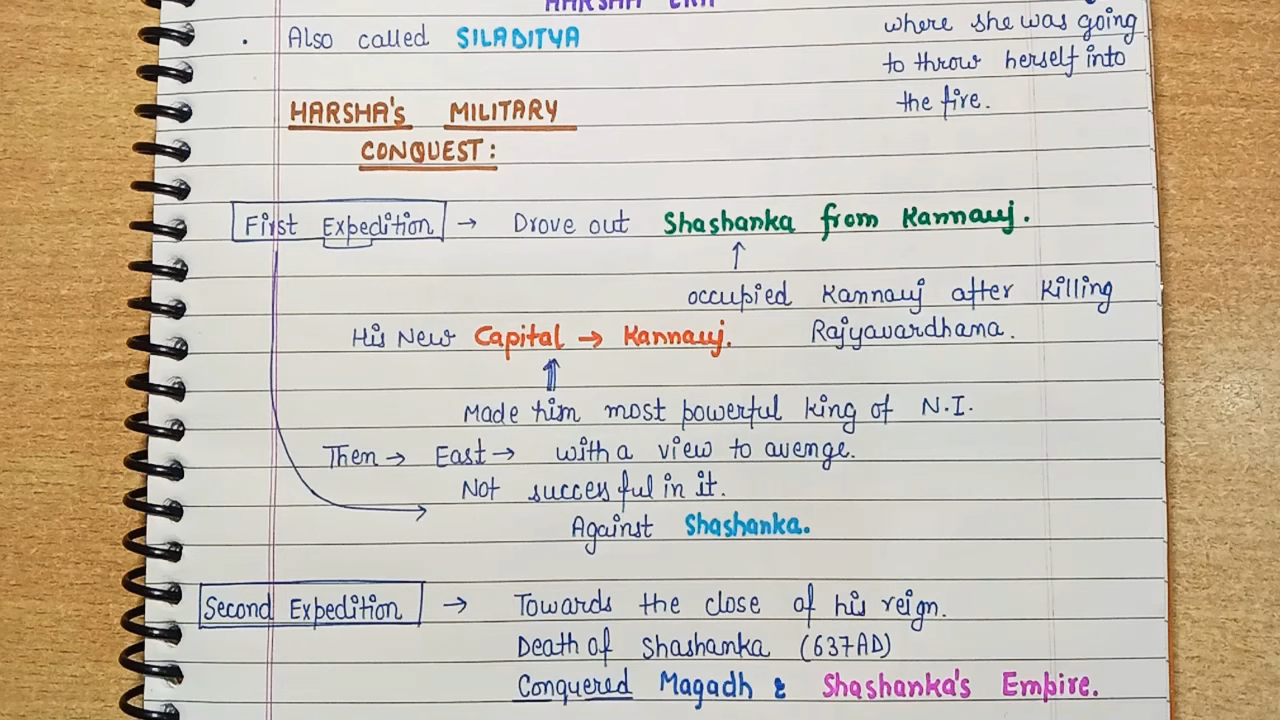 HARSHA ERA
Also called SILADITYA
where she was going
to throw herself into
the fire.
HARSHA's MILITARY
CONQUEST:
First Expedition → Drove out Shashanka from Kannauj.
↑
occupied Kannauj after killing
Rajyavardhana.
His New Capital → Kannauj.
⇑
Made him most powerful king of N.I.
Then → East → with a view to avenge.
Not successful in it.
Against Shashanka.
Second Expedition → Towards the close of his reign.
Death of Shashanka (637AD)
Conquered Magadh & Shashanka's Empire.